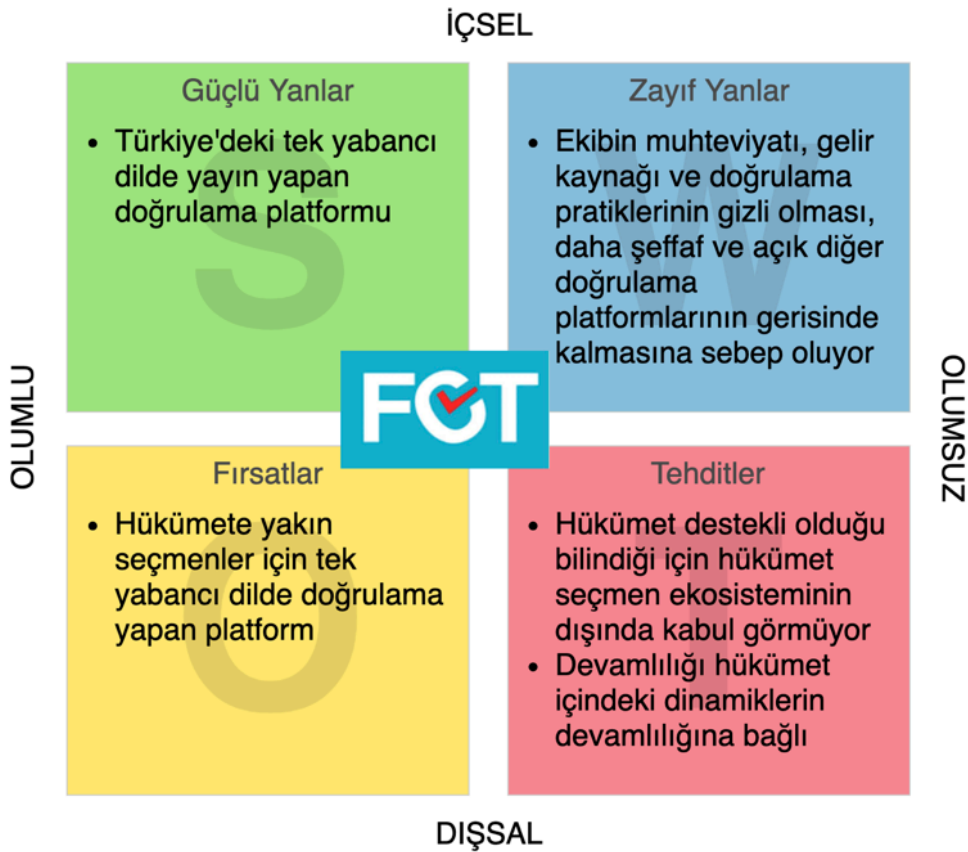 İÇSEL
Güçlü Yanlar
• Türkiye'deki tek yabancı
dilde yayın yapan
doğrulama platformu
S
Zayıf Yanlar
• Ekibin muhteviyatı, gelir
kaynağı ve doğrulama
pratiklerinin gizli olması,
daha şeffaf ve açık diğer
doğrulama
platformlarının gerisinde
kalmasına sebep oluyor
W
OLUMLU
FCT
OLUMSUZ
Fırsatlar
• Hükümete yakın
seçmenler için tek
yabancı dilde doğrulama
yapan platform
O
Tehditler
• Hükümet destekli olduğu
bilindiği için hükümet
seçmen ekosisteminin
dışında kabul görmüyor
• Devamlılığı hükümet
içindeki dinamiklerin
devamlılığına bağlı
T
DIŞSAL